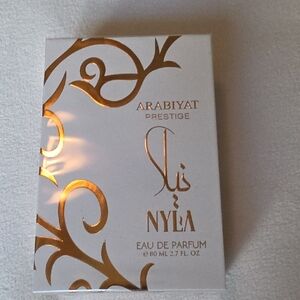 ARABIYAT
PRESTIGE
نيلا
NYLA
EAU DE PARFUM
℮ 80 ML 2.7 FL. OZ